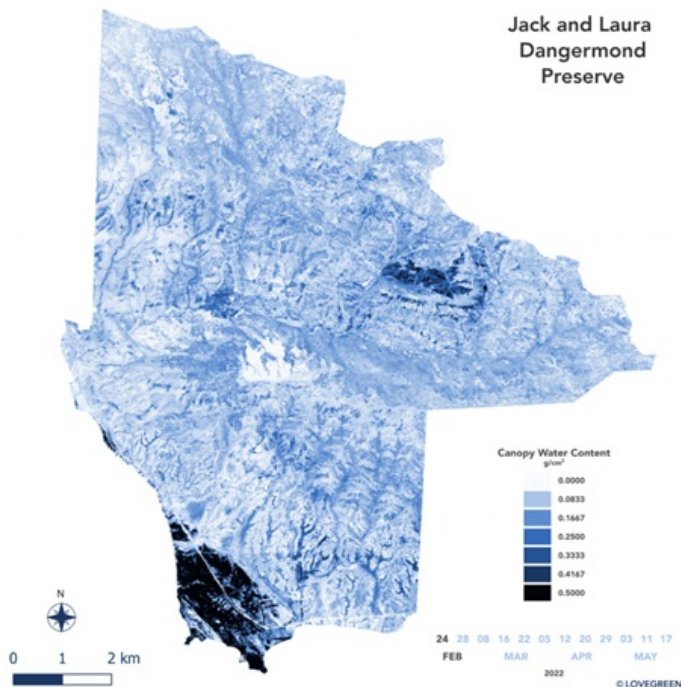 Jack and Laura
Dangermond
Preserve
Canopy Water Content
g/cm²
0.0000
0.0833
0.1667
0.2500
0.3333
0.4167
0.5000
N
0 1 2 km
24 28 08 16 22 05 12 20 29 03 11 17
FEB MAR APR MAY
2022
© LOVEGREEN